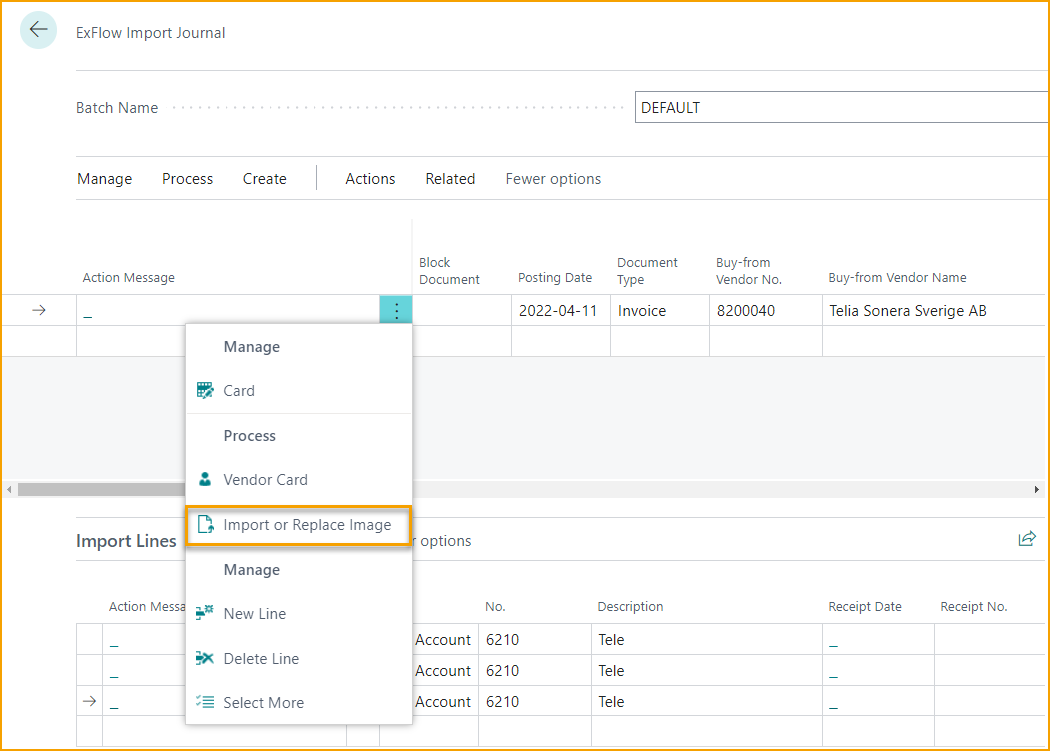 ExFlow Import Journal
Batch Name
DEFAULT
Manage Process Create Actions Related Fewer options
Action Message Block Document Posting Date Document Type Buy-from Vendor No. Buy-from Vendor Name
_ 2022-04-11 Invoice 8200040 Telia Sonera Sverige AB
Manage
Card
Process
Vendor Card
Import or Replace Image
Manage
New Line
Delete Line
Select More
Import Lines options
Action Messa No. Description Receipt Date Receipt No.
_ Account 6210 Tele _
_ Account 6210 Tele _
_ Account 6210 Tele _